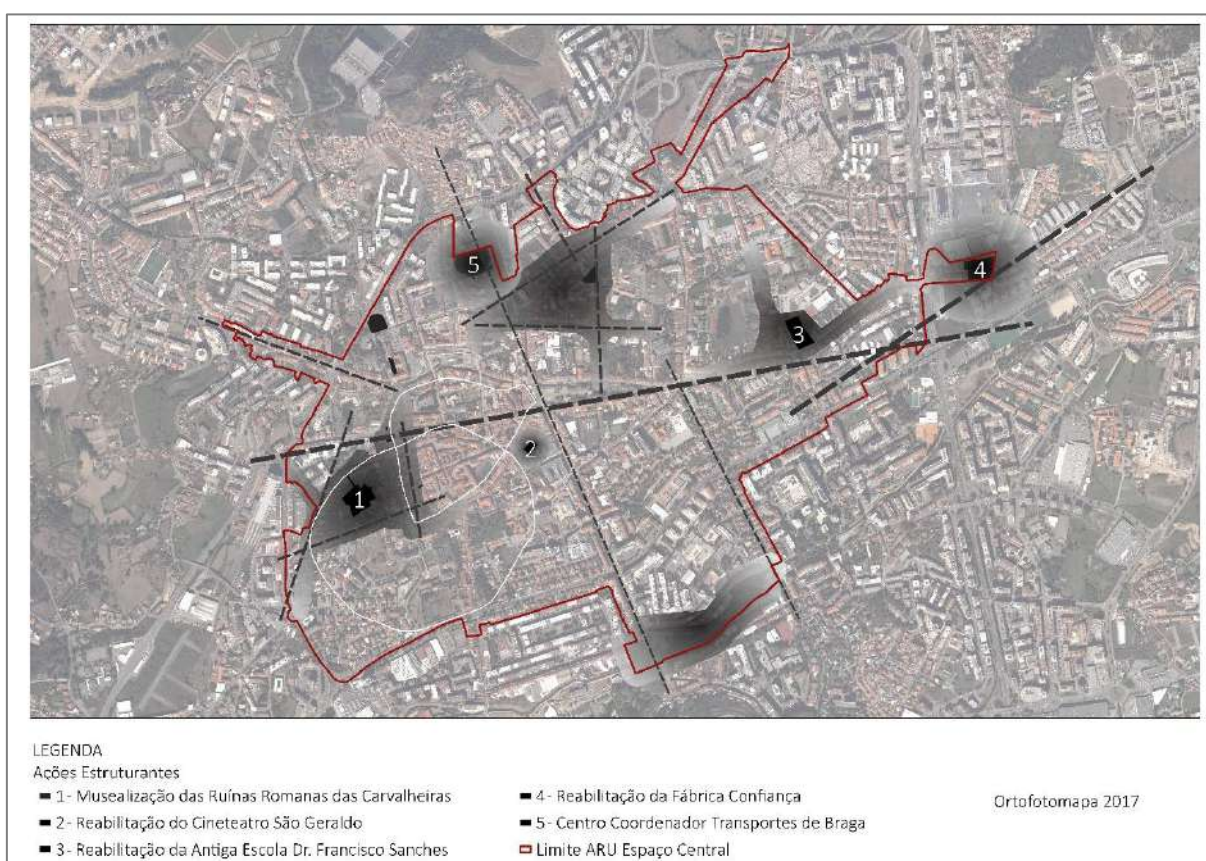 5
4
3
2
1
LEGENDA
Ações Estruturantes
1- Musealização das Ruínas Romanas das Carvalheiras
2- Reabilitação do Cineteatro São Geraldo
3- Reabilitação da Antiga Escola Dr. Francisco Sanches
4- Reabilitação da Fábrica Confiança
5- Centro Coordenador Transportes de Braga
Limite ARU Espaço Central
Ortofotomapa 2017